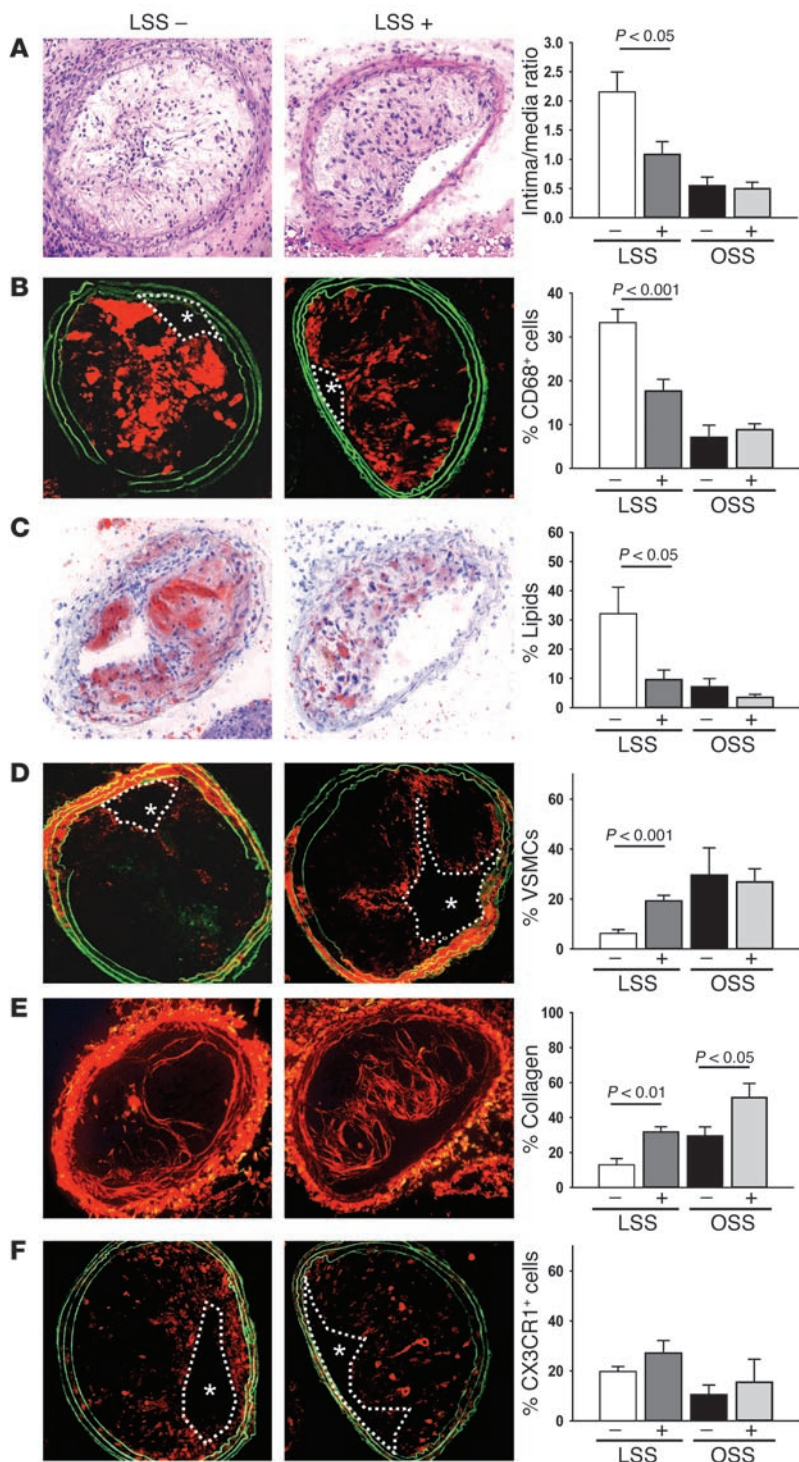 LSS – LSS +
A
Intima/media ratio
3.0
2.5
2.0
1.5
1.0
0.5
0.0
P < 0.05
– + – +
LSS OSS
B
*
*
% CD68+ cells
40
30
20
10
0
P < 0.001
– + – +
LSS OSS
C
% Lipids
60
50
40
30
20
10
0
P < 0.05
– + – +
LSS OSS
D
*
*
% VSMCs
60
40
20
0
P < 0.001
– + – +
LSS OSS
E
% Collagen
100
80
60
40
20
0
P < 0.01
P < 0.05
– + – +
LSS OSS
F
*
*
% CX3CR1+ cells
60
40
20
0
– + – +
LSS OSS